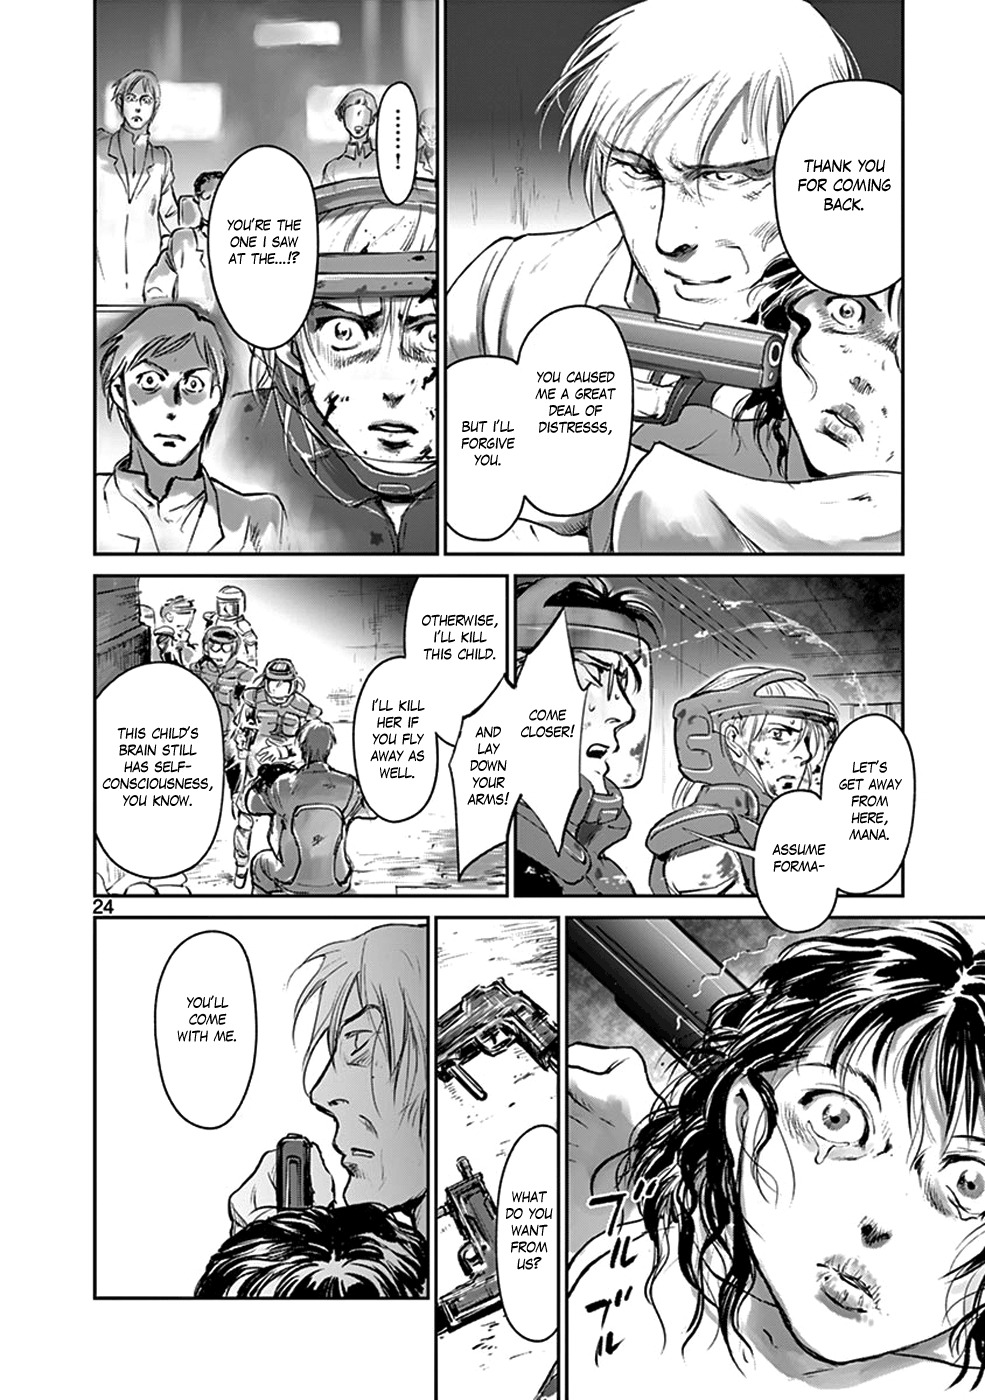 THANK YOU
FOR COMING
BACK.
YOU CAUSED
ME A GREAT
DEAL OF
DISTRESSS,
BUT I'LL
FORGIVE
YOU.
.......!
YOU'RE THE
ONE I SAW
AT THE...!?
LET'S
GET AWAY
FROM
HERE,
MANA.
ASSUME
FORMA-
COME
CLOSER!
AND
LAY
DOWN
YOUR
ARMS!
OTHERWISE,
I'LL KILL
THIS CHILD.
I'LL KILL
HER IF
YOU FLY
AWAY AS
WELL.
THIS CHILD'S
BRAIN STILL
HAS SELF-
CONSCIOUSNESS,
YOU KNOW.
24
ブルブル
WHAT
DO YOU
WANT
FROM
US?
YOU'LL
COME
WITH ME.